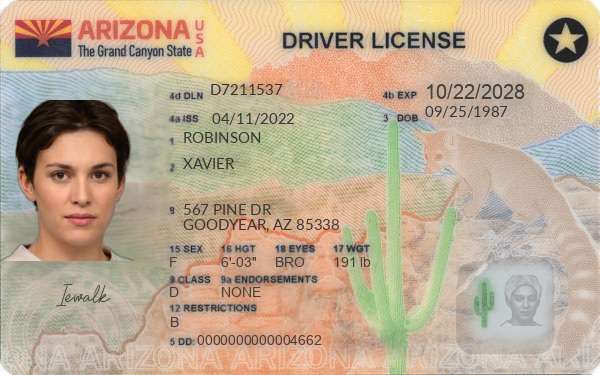 ARIZONA USA
The Grand Canyon State
DRIVER LICENSE
4d DLN D7211537
4b EXP 10/22/2028
4a ISS 04/11/2022
3 DOB 09/25/1987
1 ROBINSON
2 XAVIER
8 567 PINE DR
GOODYEAR, AZ 85338
15 SEX 16 HGT 18 EYES 17 WGT
F 6'-03" BRO 191 lb
9 CLASS 9a ENDORSEMENTS
D NONE
12 RESTRICTIONS
B
5 DD: 0000000000004662
Iewalk
ARIZONA ARIZONA ARIZONA ARIZONA